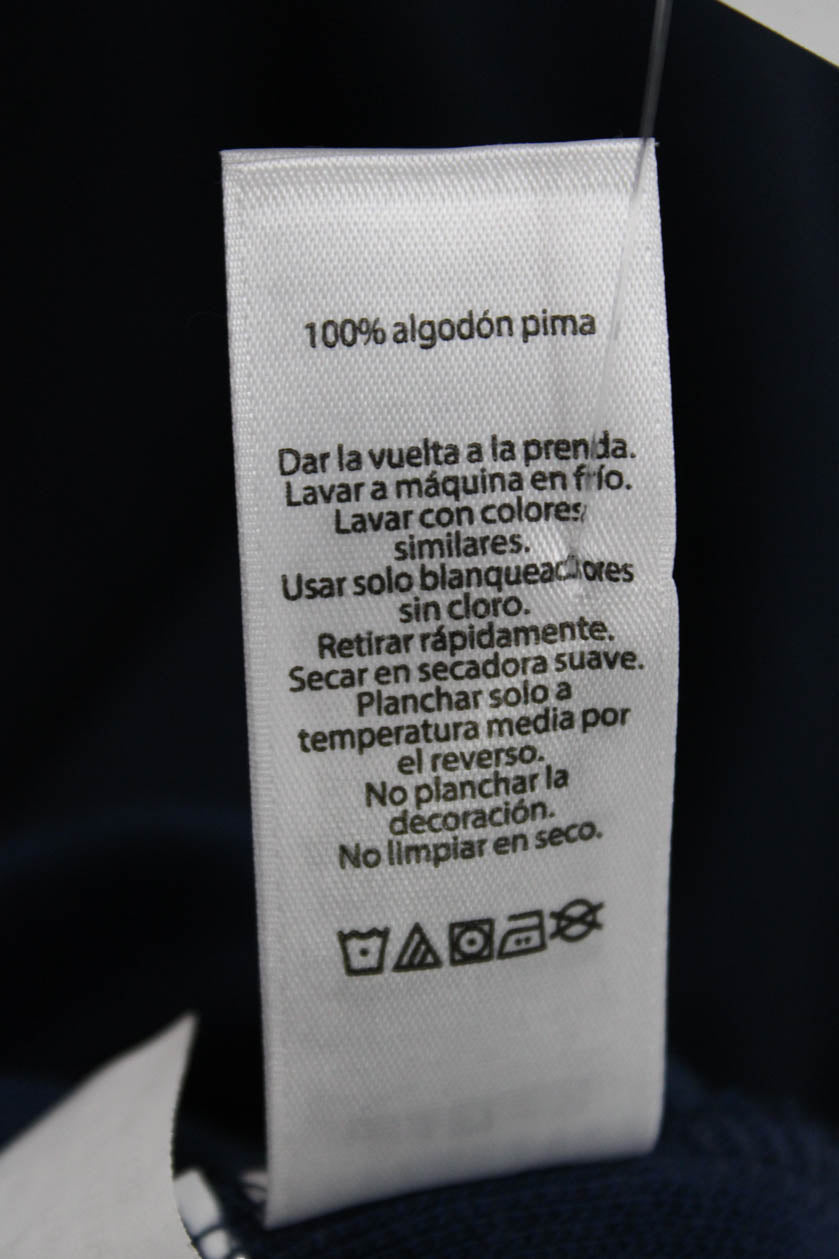 100% algodón pima
Dar la vuelta a la prenda.
Lavar a máquina en frío.
Lavar con colores
similares.
Usar solo blanqueadores
sin cloro.
Retirar rápidamente.
Secar en secadora suave.
Planchar solo a
temperatura media por
el reverso.
No planchar la
decoración.
No limpiar en seco.